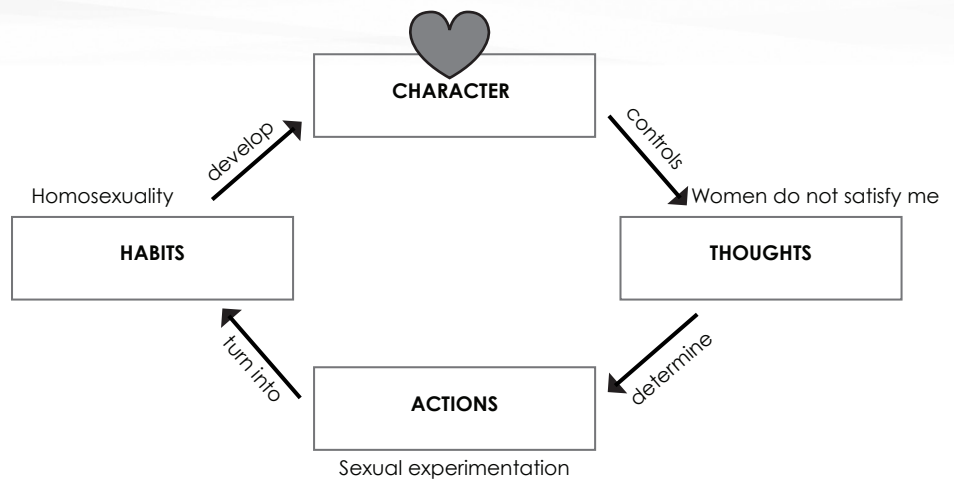 CHARACTER
controls
Women do not satisfy me
THOUGHTS
determine
ACTIONS
Sexual experimentation
turn into
Homosexuality
HABITS
develop